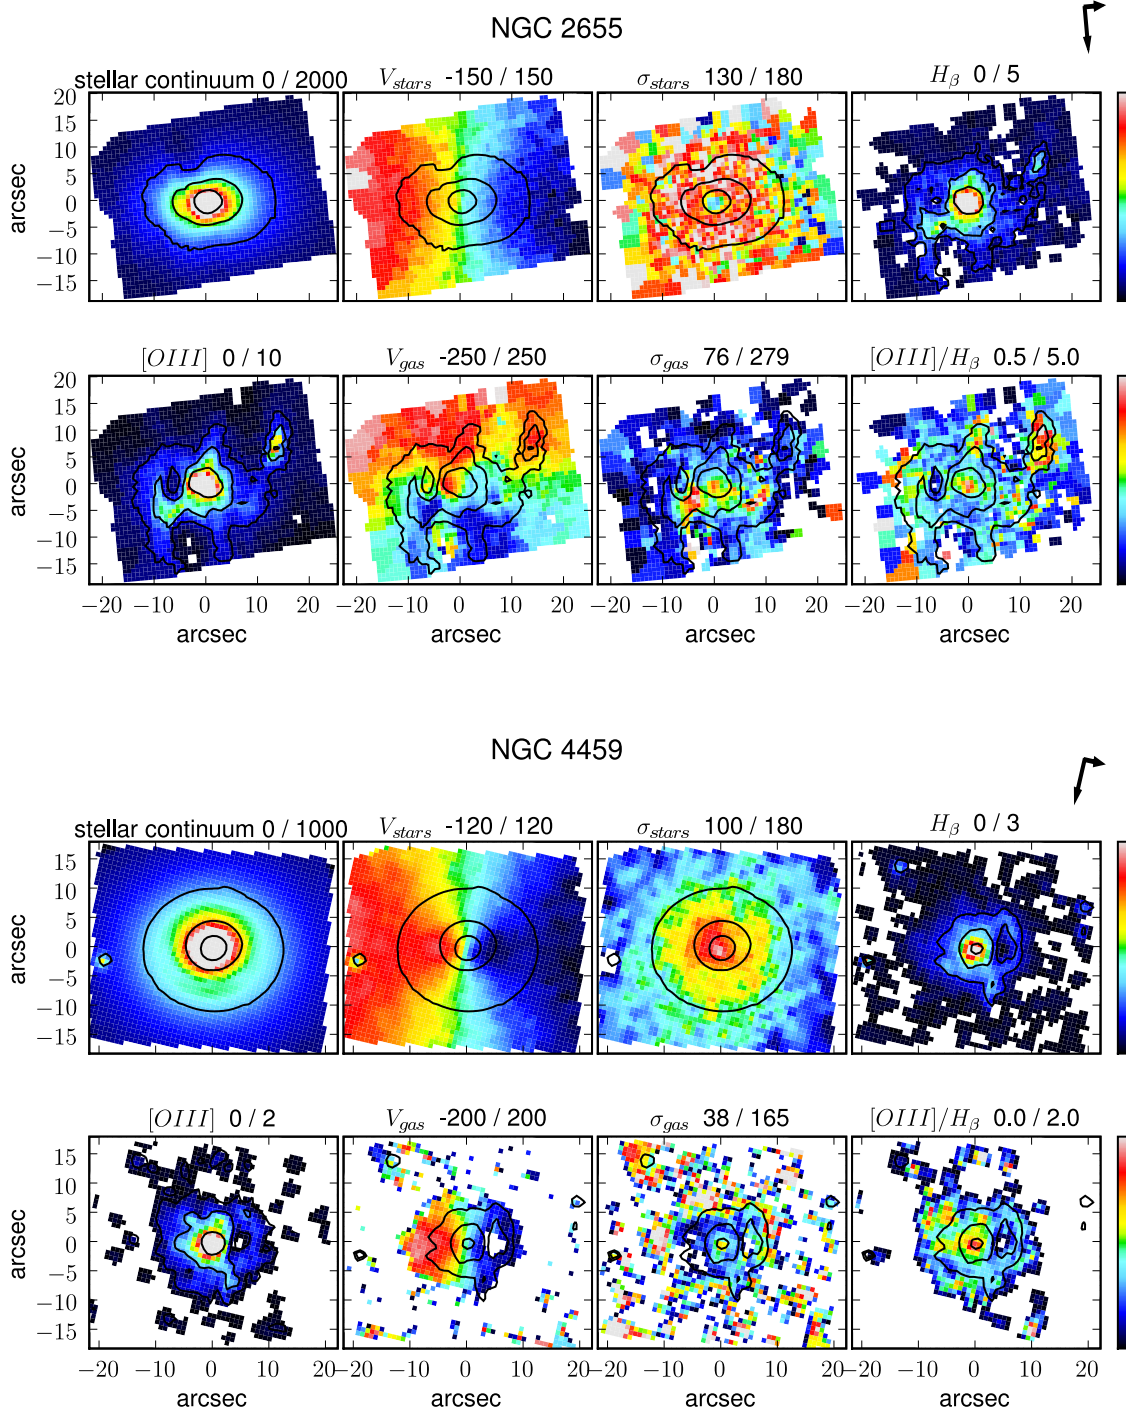 NGC 2655
stellar continuum 0 / 2000 V_stars -150 / 150 σ_stars 130 / 180 H_β 0 / 5
20
15
10
5
0
−5
−10
−15
arcsec
[OIII] 0 / 10 V_gas -250 / 250 σ_gas 76 / 279 [OIII]/H_β 0.5 / 5.0
20
15
10
5
0
−5
−10
−15
arcsec
−20 −10 0 10 20 −20 −10 0 10 20 −20 −10 0 10 20 −20 −10 0 10 20
arcsec arcsec arcsec arcsec
NGC 4459
stellar continuum 0 / 1000 V_stars -120 / 120 σ_stars 100 / 180 H_β 0 / 3
15
10
5
0
−5
−10
−15
arcsec
[OIII] 0 / 2 V_gas -200 / 200 σ_gas 38 / 165 [OIII]/H_β 0.0 / 2.0
15
10
5
0
−5
−10
−15
arcsec
−20 −10 0 10 20 −20 −10 0 10 20 −20 −10 0 10 20 −20 −10 0 10 20
arcsec arcsec arcsec arcsec